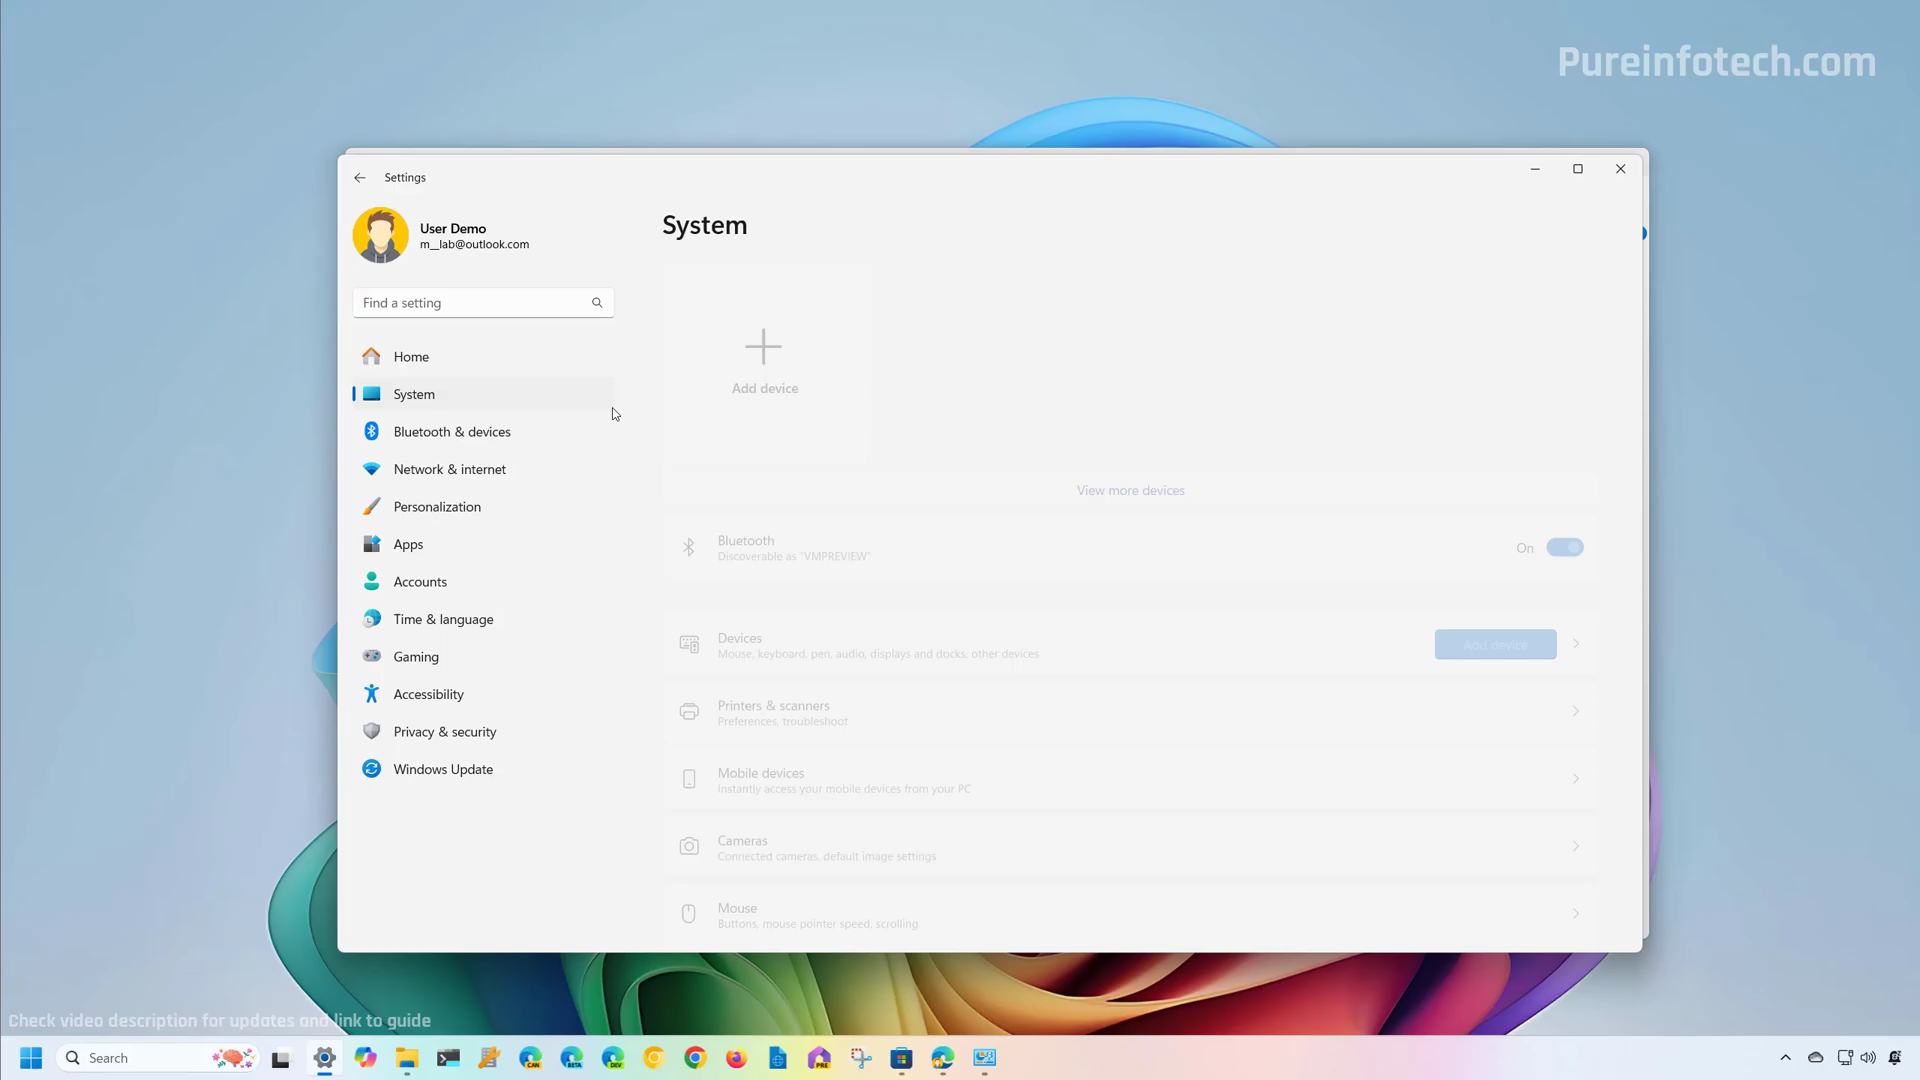 Pureinfotech.com
Settings
User Demo
m__lab@outlook.com
Find a setting
Home
System
Bluetooth & devices
Network & internet
Personalization
Apps
Accounts
Time & language
Gaming
Accessibility
Privacy & security
Windows Update
System
Add device
View more devices
Bluetooth
Discoverable as "VMPREVIEW"
On
Devices
Mouse, keyboard, pen, audio, displays and docks, other devices
Add device
Printers & scanners
Preferences, troubleshoot
Mobile devices
Instantly access your mobile devices from your PC
Cameras
Connected cameras, default image settings
Mouse
Buttons, mouse pointer speed, scrolling
Check video description for updates and link to guide
Search
CAN
BETA
DEV
PRE